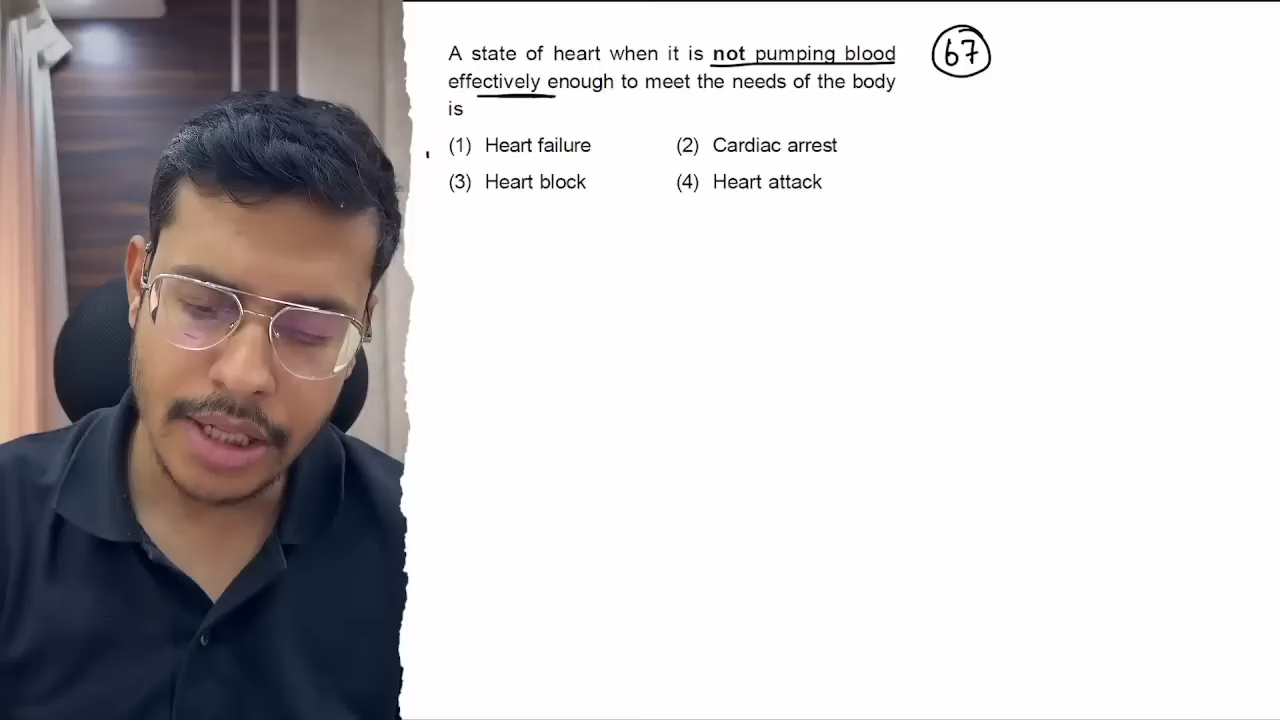 A state of heart when it is not pumping blood
effectively enough to meet the needs of the body
is
(1) Heart failure (2) Cardiac arrest
(3) Heart block (4) Heart attack
67